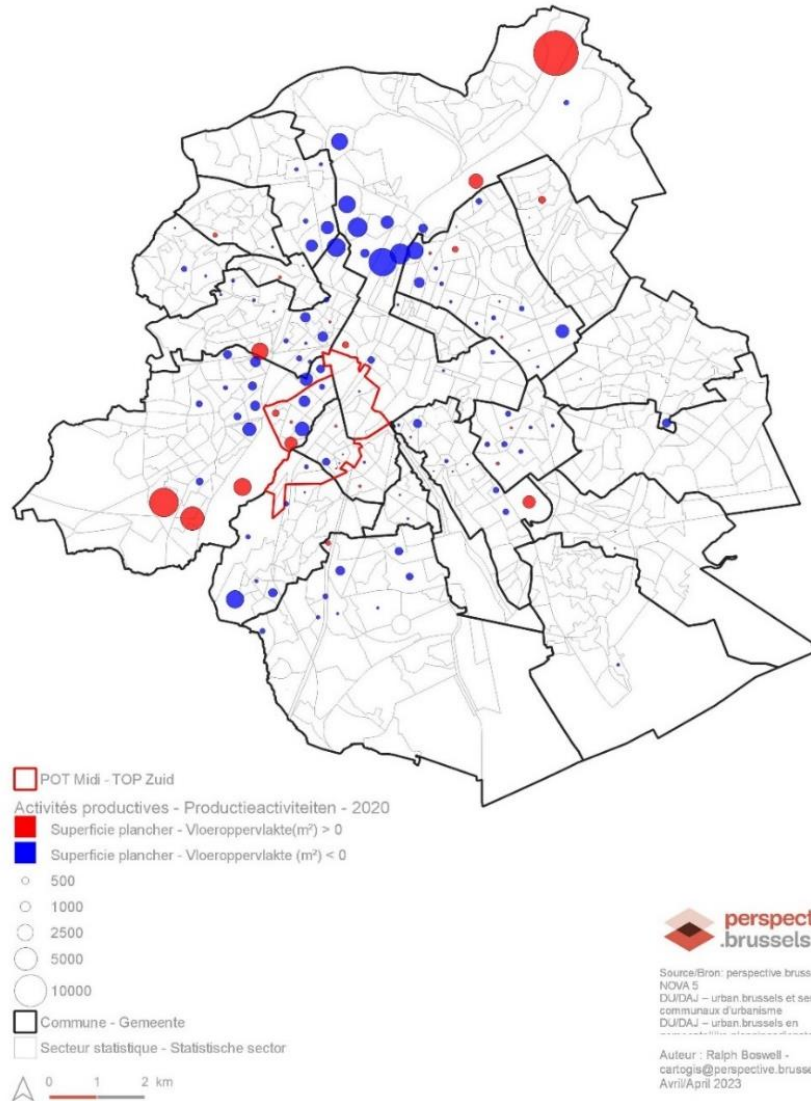 POT Midi - TOP Zuid
Activités productives - Productieactiviteiten - 2020
Superficie plancher - Vloeroppervlakte(m²) > 0
Superficie plancher - Vloeroppervlakte (m²) < 0
500
1000
2500
5000
10000
Commune - Gemeente
Secteur statistique - Statistische sector
0 1 2 km
perspect
.brussels
Source/Bron: perspective.bruss
NOVA 5
DU/DAJ – urban.brussels et se
communaux d'urbanisme
DU/DAJ – urban.brussels en
Auteur : Ralph Boswell -
cartogis@perspective.brusse
Avril/April 2023